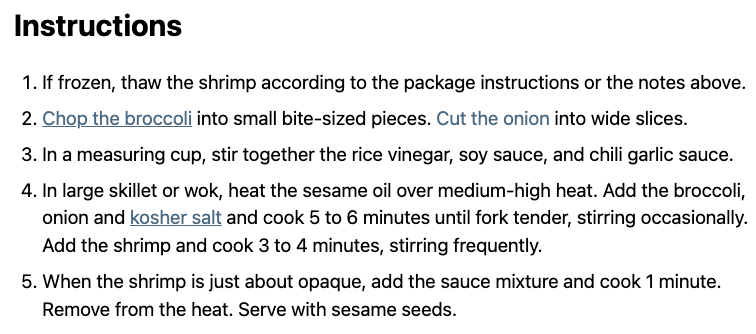 Instructions
1. If frozen, thaw the shrimp according to the package instructions or the notes above.
2. Chop the broccoli into small bite-sized pieces. Cut the onion into wide slices.
3. In a measuring cup, stir together the rice vinegar, soy sauce, and chili garlic sauce.
4. In large skillet or wok, heat the sesame oil over medium-high heat. Add the broccoli,
onion and kosher salt and cook 5 to 6 minutes until fork tender, stirring occasionally.
Add the shrimp and cook 3 to 4 minutes, stirring frequently.
5. When the shrimp is just about opaque, add the sauce mixture and cook 1 minute.
Remove from the heat. Serve with sesame seeds.